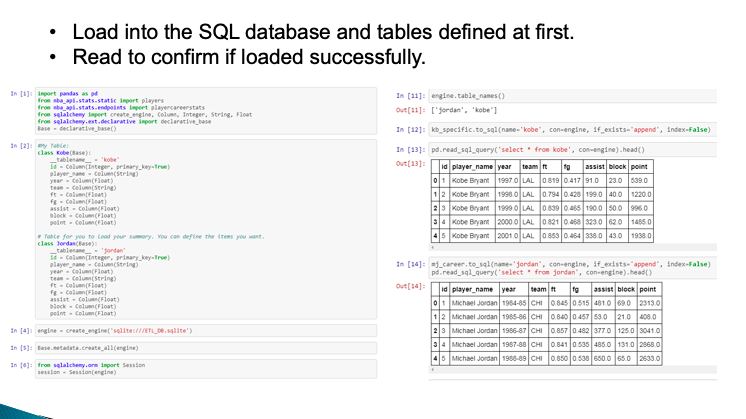 • Load into the SQL database and tables defined at first.
• Read to confirm if loaded successfully.
In [1]: import pandas as pd
from nba_api.stats.static import players
from nba_api.stats.endpoints import playercareerstats
from sqlalchemy import create_engine, Column, Integer, String, Float
from sqlalchemy.ext.declarative import declarative_base
Base = declarative_base()
In [2]: #My Table:
class Kobe(Base):
__tablename__ = 'kobe'
id = Column(Integer, primary_key=True)
player_name = Column(String)
year = Column(Float)
team = Column(String)
ft = Column(Float)
fg = Column(Float)
assist = Column(Float)
block = Column(Float)
point = Column(Float)
# Table for you to Load your summary. You can define the items you want.
class Jordan(Base):
__tablename__ = 'jordan'
id = Column(Integer, primary_key=True)
player_name = Column(String)
year = Column(Float)
team = Column(String)
ft = Column(Float)
fg = Column(Float)
assist = Column(Float)
block = Column(Float)
point = Column(Float)
In [4]: engine = create_engine('sqlite:///ETL_DB.sqlite')
In [5]: Base.metadata.create_all(engine)
In [6]: from sqlalchemy.orm import Session
session = Session(engine)
In [11]: engine.table_names()
Out[11]: ['jordan', 'kobe']
In [12]: kb_specific.to_sql(name='kobe', con=engine, if_exists='append', index=False)
In [13]: pd.read_sql_query('select * from kobe', con=engine).head()
Out[13]:
id player_name year team ft fg assist block point
0 1 Kobe Bryant 1997.0 LAL 0.819 0.417 91.0 23.0 539.0
1 2 Kobe Bryant 1998.0 LAL 0.794 0.428 199.0 40.0 1220.0
2 3 Kobe Bryant 1999.0 LAL 0.839 0.465 190.0 50.0 996.0
3 4 Kobe Bryant 2000.0 LAL 0.821 0.468 323.0 62.0 1485.0
4 5 Kobe Bryant 2001.0 LAL 0.853 0.464 338.0 43.0 1938.0
In [14]: mj_career.to_sql(name='jordan', con=engine, if_exists='append', index=False)
pd.read_sql_query('select * from jordan', con=engine).head()
Out[14]:
id player_name year team ft fg assist block point
0 1 Michael Jordan 1984-85 CHI 0.845 0.515 481.0 69.0 2313.0
1 2 Michael Jordan 1985-86 CHI 0.840 0.457 53.0 21.0 408.0
2 3 Michael Jordan 1986-87 CHI 0.857 0.482 377.0 125.0 3041.0
3 4 Michael Jordan 1987-88 CHI 0.841 0.535 485.0 131.0 2868.0
4 5 Michael Jordan 1988-89 CHI 0.850 0.538 650.0 65.0 2633.0